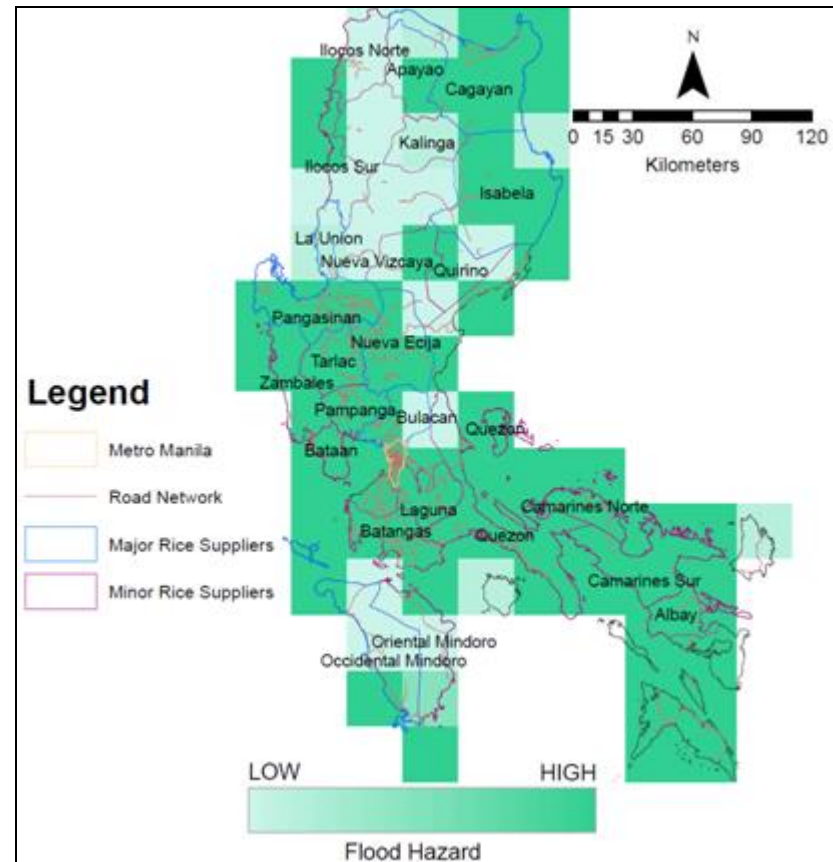 Ilocos Norte
Apayao
Cagayan
N
0 15 30 60 90 120
Kilometers
Kalinga
Ilocos Sur
Isabela
La Union
Nueva Vizcaya
Quirino
Pangasinan
Nueva Ecija
Tarlac
Zambales
Pampanga
Bulacan
Quezon
Bataan
Legend
Metro Manila
Road Network
Major Rice Suppliers
Minor Rice Suppliers
Camarines Norte
Laguna
Batangas
Quezon
Camarines Sur
Albay
Oriental Mindoro
Occidental Mindoro
LOW HIGH
Flood Hazard